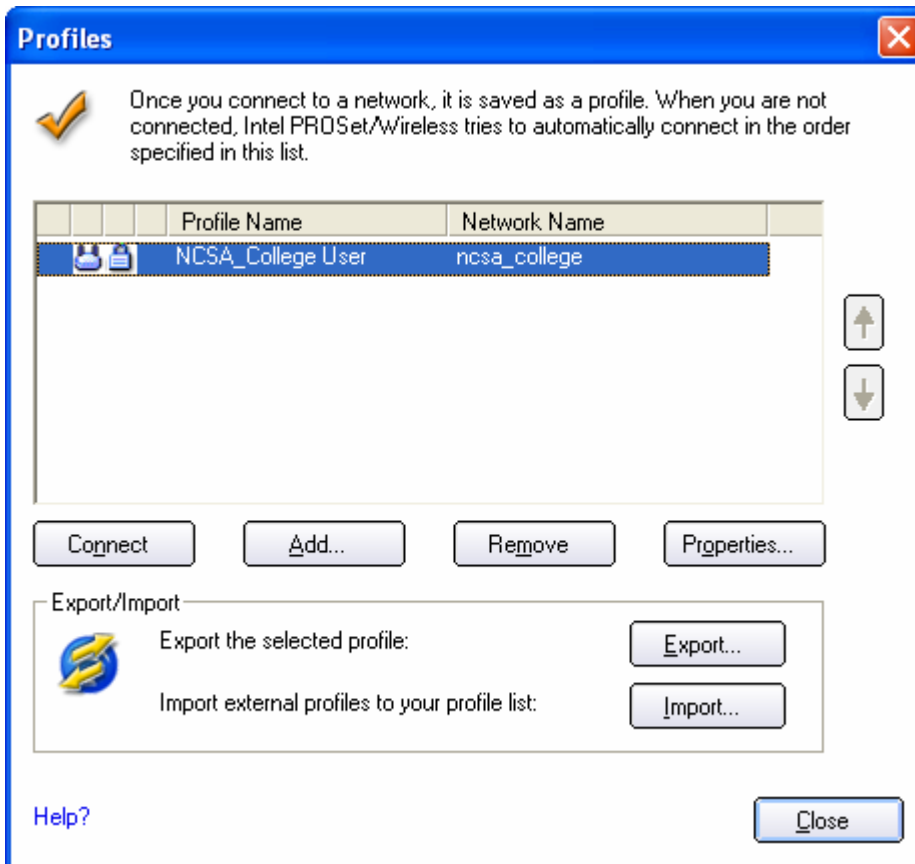 Profiles
Once you connect to a network, it is saved as a profile. When you are not
connected, Intel PROSet/Wireless tries to automatically connect in the order
specified in this list.
Profile Name Network Name
NCSA_College User ncsa_college
Connect Add... Remove Properties...
Export/Import
Export the selected profile: Export...
Import external profiles to your profile list: Import...
Help? Close